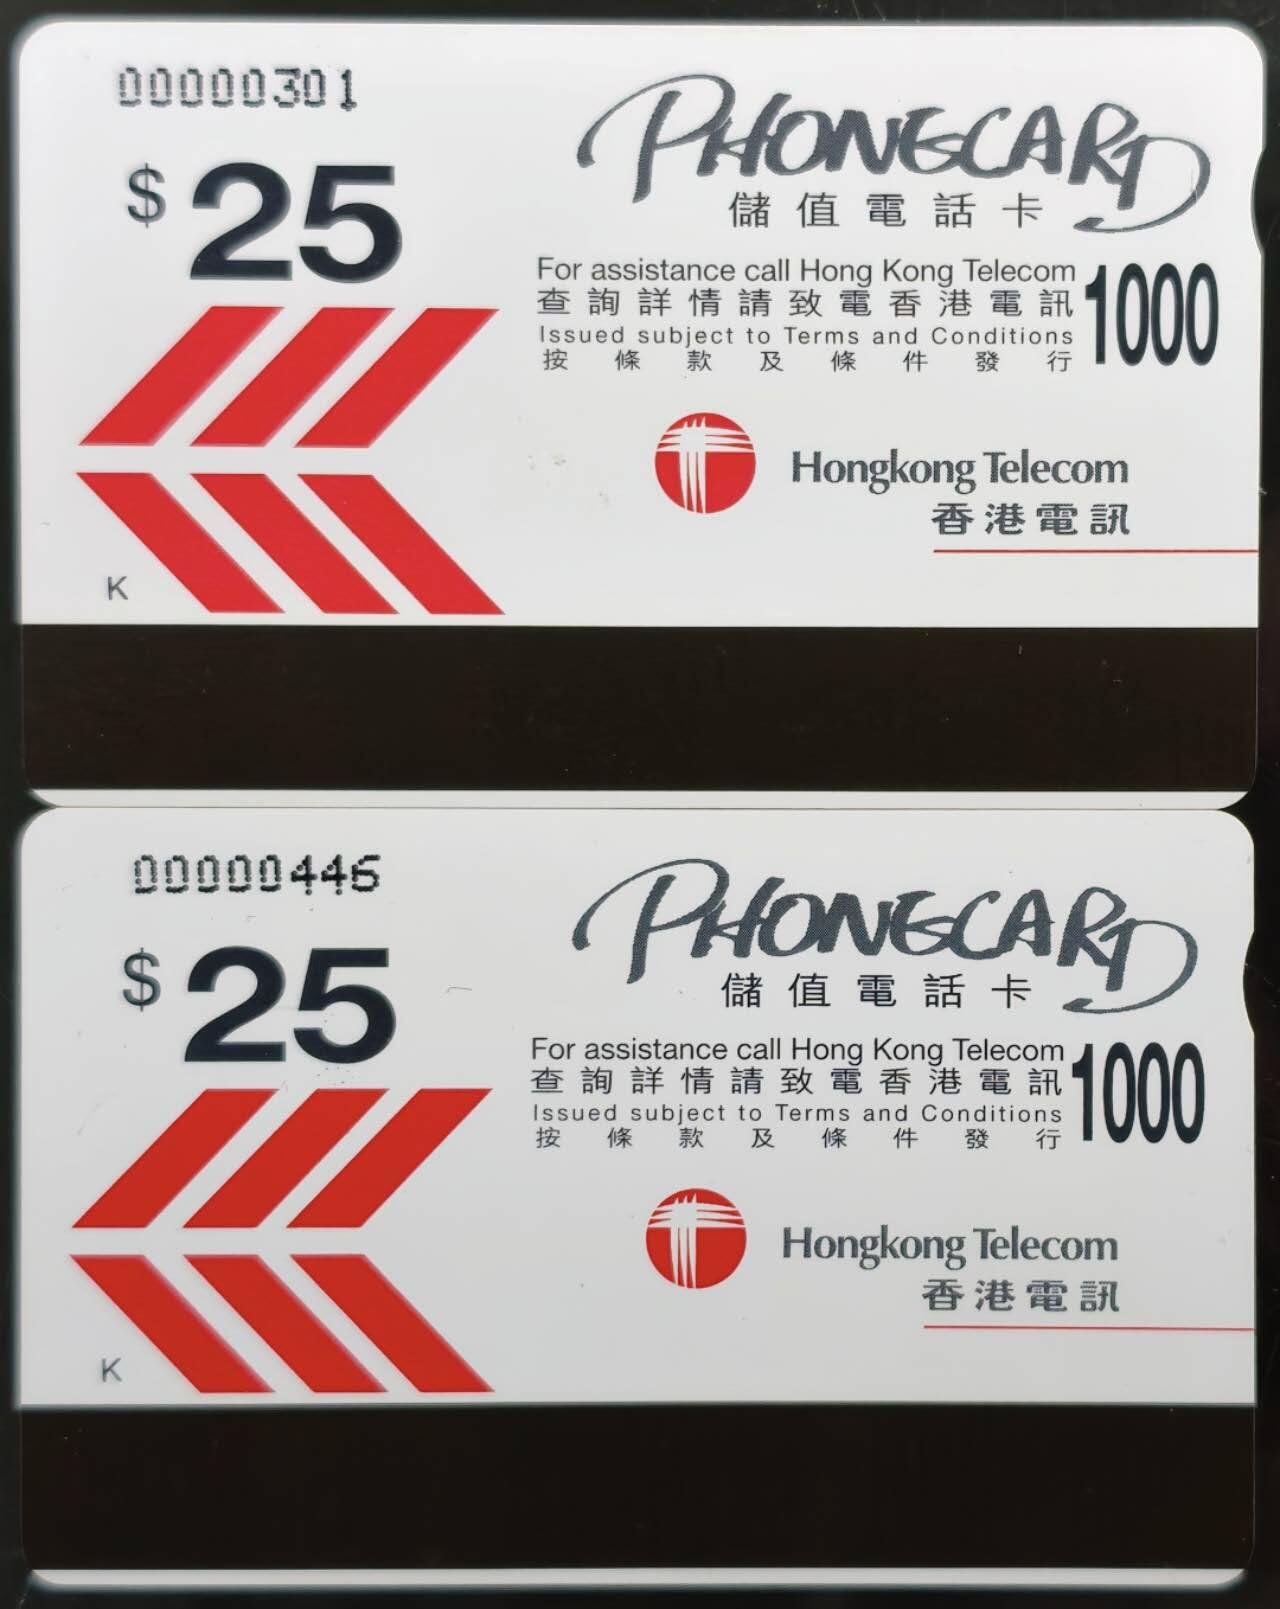 00000301
$25
PHONECARD
儲值電話卡
For assistance call Hong Kong Telecom
查詢詳情請致電香港電訊
1000
Issued subject to Terms and Conditions
按條款及條件發行
Hongkong Telecom
香港電訊
K
00000446
$25
PHONECARD
儲值電話卡
For assistance call Hong Kong Telecom
查詢詳情請致電香港電訊
1000
Issued subject to Terms and Conditions
按條款及條件發行
Hongkong Telecom
香港電訊
K